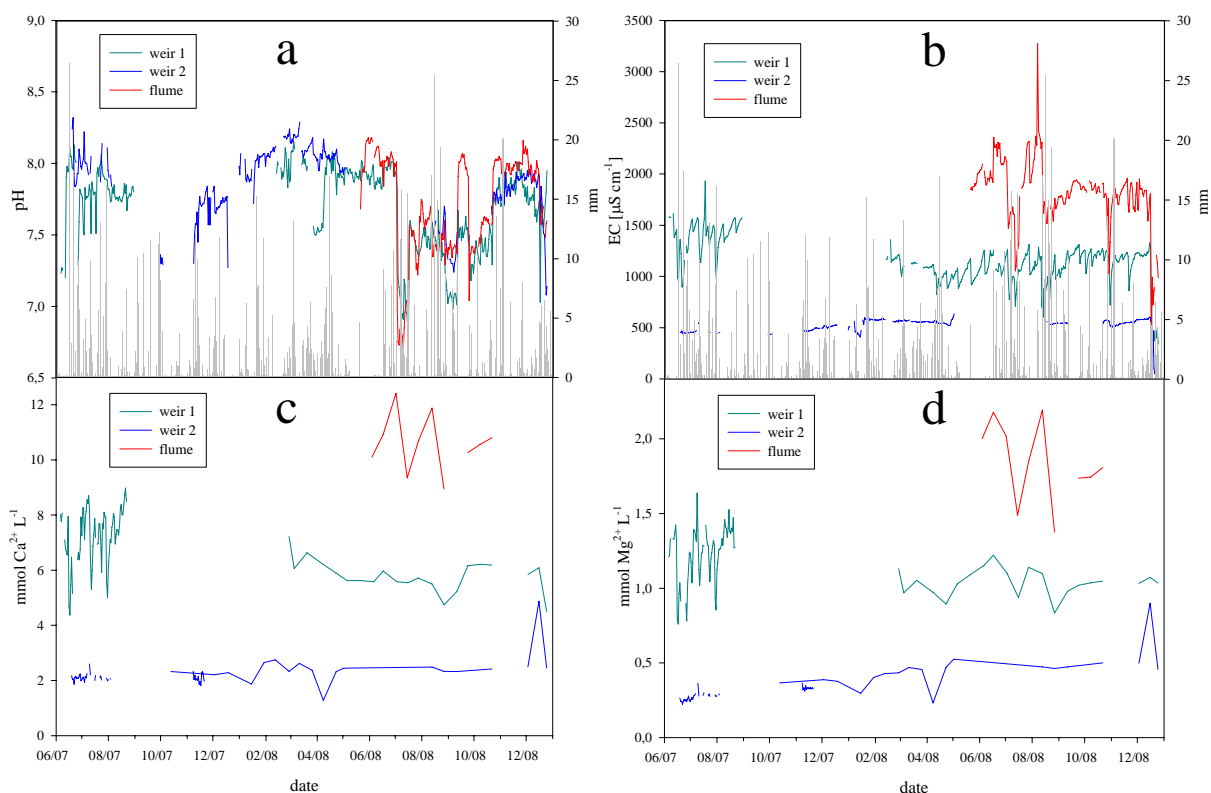 a
pH
9,0
8,5
8,0
7,5
7,0
6,5
weir 1
weir 2
flume
30
25
20
15
10
5
0
mm
b
EC [µS cm⁻¹]
3500
3000
2500
2000
1500
1000
500
0
weir 1
weir 2
flume
30
25
20
15
10
5
0
mm
c
mmol Ca²⁺ L⁻¹
12
10
8
6
4
2
0
weir 1
weir 2
flume
06/07 08/07 10/07 12/07 02/08 04/08 06/08 08/08 10/08 12/08
date
d
mmol Mg²⁺ L⁻¹
2,0
1,5
1,0
0,5
0,0
weir 1
weir 2
flume
06/07 08/07 10/07 12/07 02/08 04/08 06/08 08/08 10/08 12/08
date